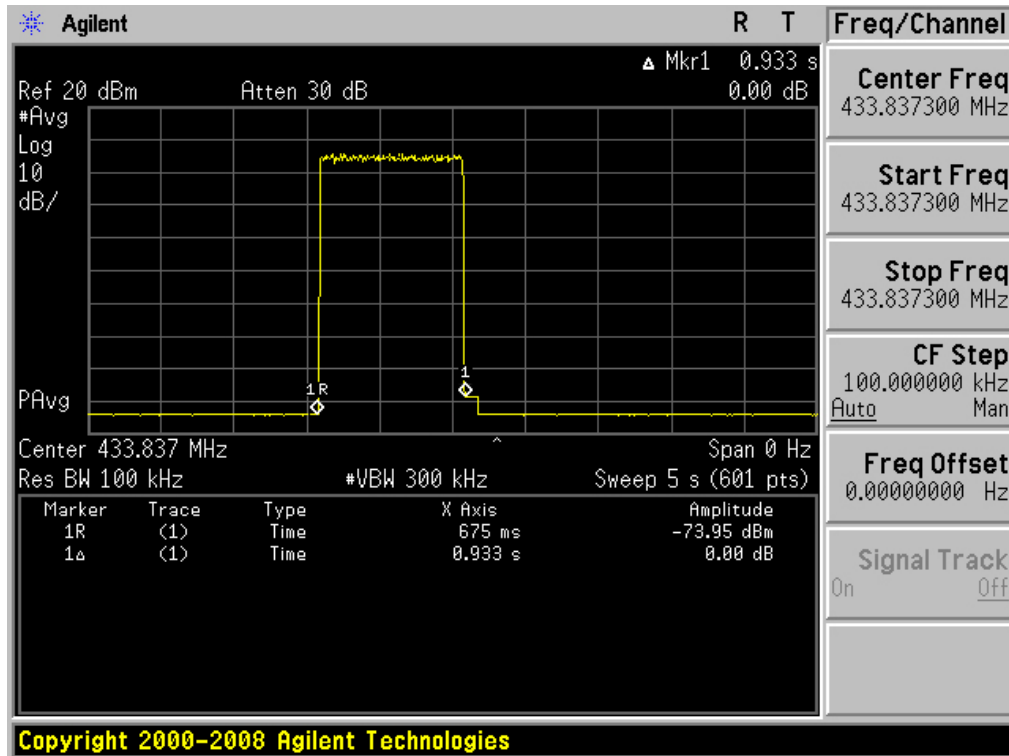 Agilent R T Freq/Channel
Δ Mkr1 0.933 s
Ref 20 dBm Atten 30 dB 0.00 dB
#Avg
Log
10
dB/
1R
1
PAvg
Center 433.837 MHz ^ Span 0 Hz
Res BW 100 kHz #VBW 300 kHz Sweep 5 s (601 pts)
Marker Trace Type X Axis Amplitude
1R (1) Time 675 ms -73.95 dBm
1Δ (1) Time 0.933 s 0.00 dB
Center Freq
433.837300 MHz
Start Freq
433.837300 MHz
Stop Freq
433.837300 MHz
CF Step
100.000000 kHz
Auto Man
Freq Offset
0.00000000 Hz
Signal Track
On Off
Copyright 2000-2008 Agilent Technologies